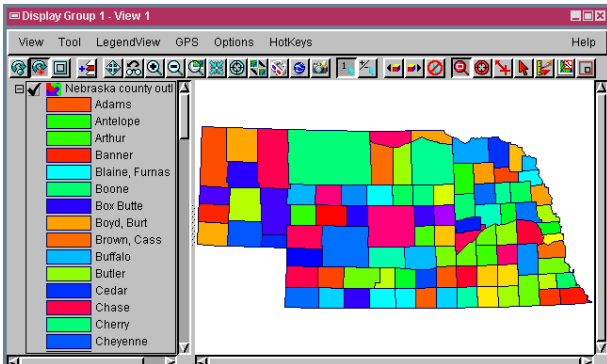 Display Group 1 - View 1
View Tool LegendView GPS Options HotKeys Help
Nebraska county outl
Adams
Antelope
Arthur
Banner
Blaine, Furnas
Boone
Box Butte
Boyd, Burt
Brown, Cass
Buffalo
Butler
Cedar
Chase
Cherry
Cheyenne